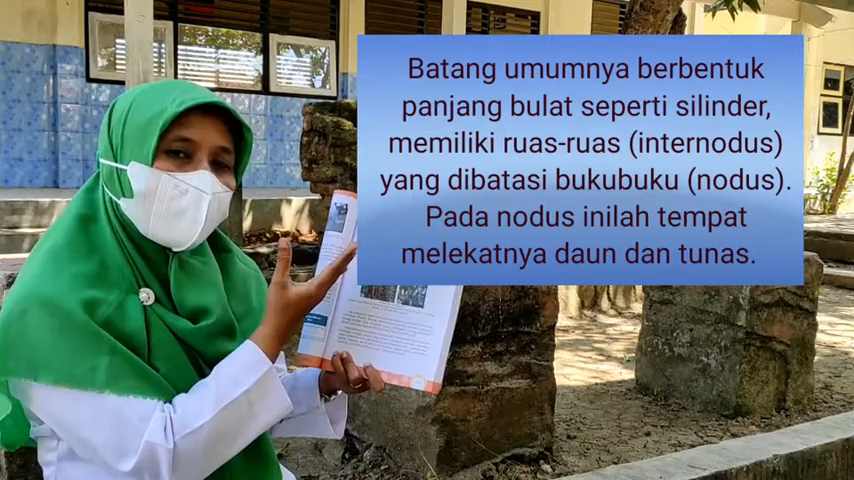 Batang umumnya berbentuk
panjang bulat seperti silinder,
memiliki ruas-ruas (internodus)
yang dibatasi bukubuku (nodus).
Pada nodus inilah tempat
melekatnya daun dan tunas.